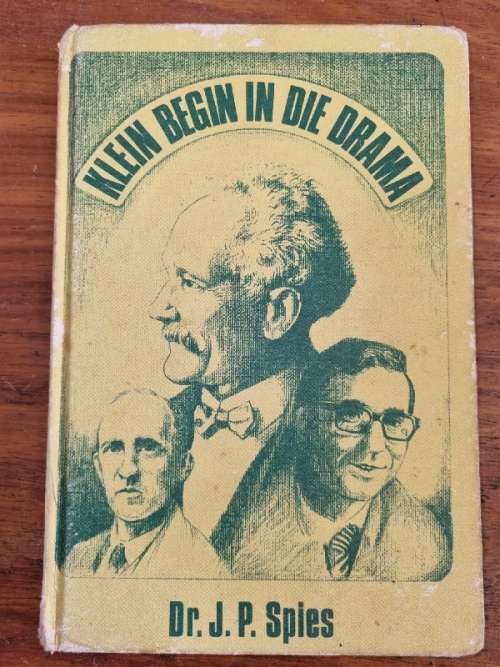 KLEIN BEGIN IN DIE DRAMA
Dr. J. P. Spies